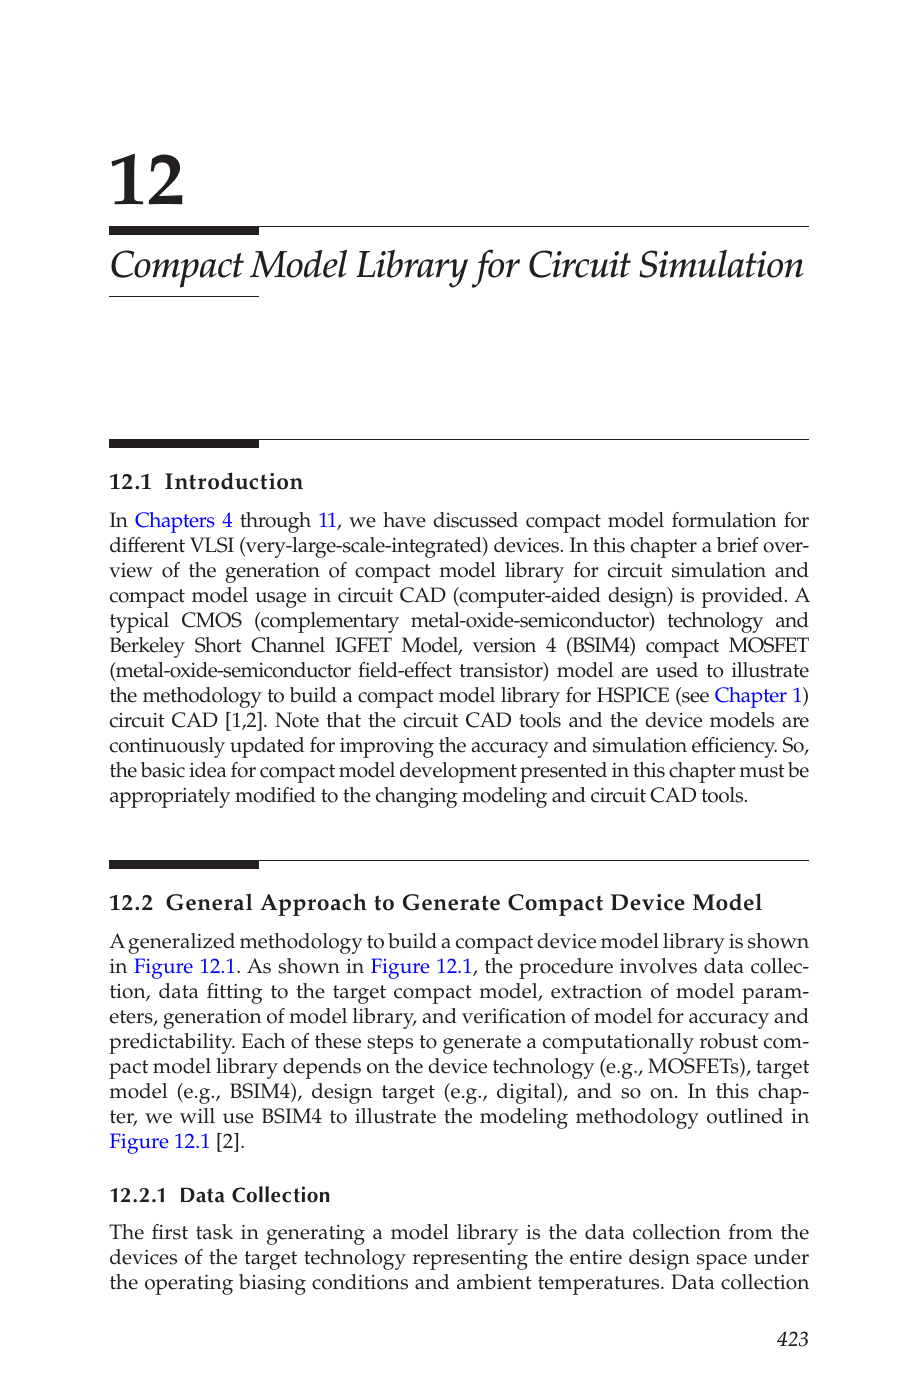 12
Compact Model Library for Circuit Simulation
12.1 Introduction
In Chapters 4 through 11, we have discussed compact model formulation for
different VLSI (very-large-scale-integrated) devices. In this chapter a brief over-
view of the generation of compact model library for circuit simulation and
compact model usage in circuit CAD (computer-aided design) is provided. A
typical CMOS (complementary metal-oxide-semiconductor) technology and
Berkeley Short Channel IGFET Model, version 4 (BSIM4) compact MOSFET
(metal-oxide-semiconductor field-effect transistor) model are used to illustrate
the methodology to build a compact model library for HSPICE (see Chapter 1)
circuit CAD [1,2]. Note that the circuit CAD tools and the device models are
continuously updated for improving the accuracy and simulation efficiency. So,
the basic idea for compact model development presented in this chapter must be
appropriately modified to the changing modeling and circuit CAD tools.
12.2 General Approach to Generate Compact Device Model
A generalized methodology to build a compact device model library is shown
in Figure 12.1. As shown in Figure 12.1, the procedure involves data collec-
tion, data fitting to the target compact model, extraction of model param-
eters, generation of model library, and verification of model for accuracy and
predictability. Each of these steps to generate a computationally robust com-
pact model library depends on the device technology (e.g., MOSFETs), target
model (e.g., BSIM4), design target (e.g., digital), and so on. In this chap-
ter, we will use BSIM4 to illustrate the modeling methodology outlined in
Figure 12.1 [2].
12.2.1 Data Collection
The first task in generating a model library is the data collection from the
devices of the target technology representing the entire design space under
the operating biasing conditions and ambient temperatures. Data collection
423